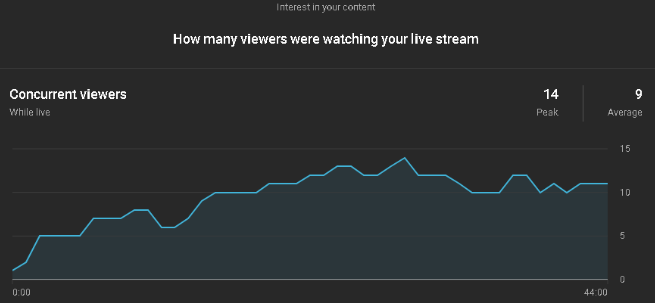 Interest in your content
How many viewers were watching your live stream
Concurrent viewers
While live
14
Peak
9
Average
15
10
5
0
0:00
44:00